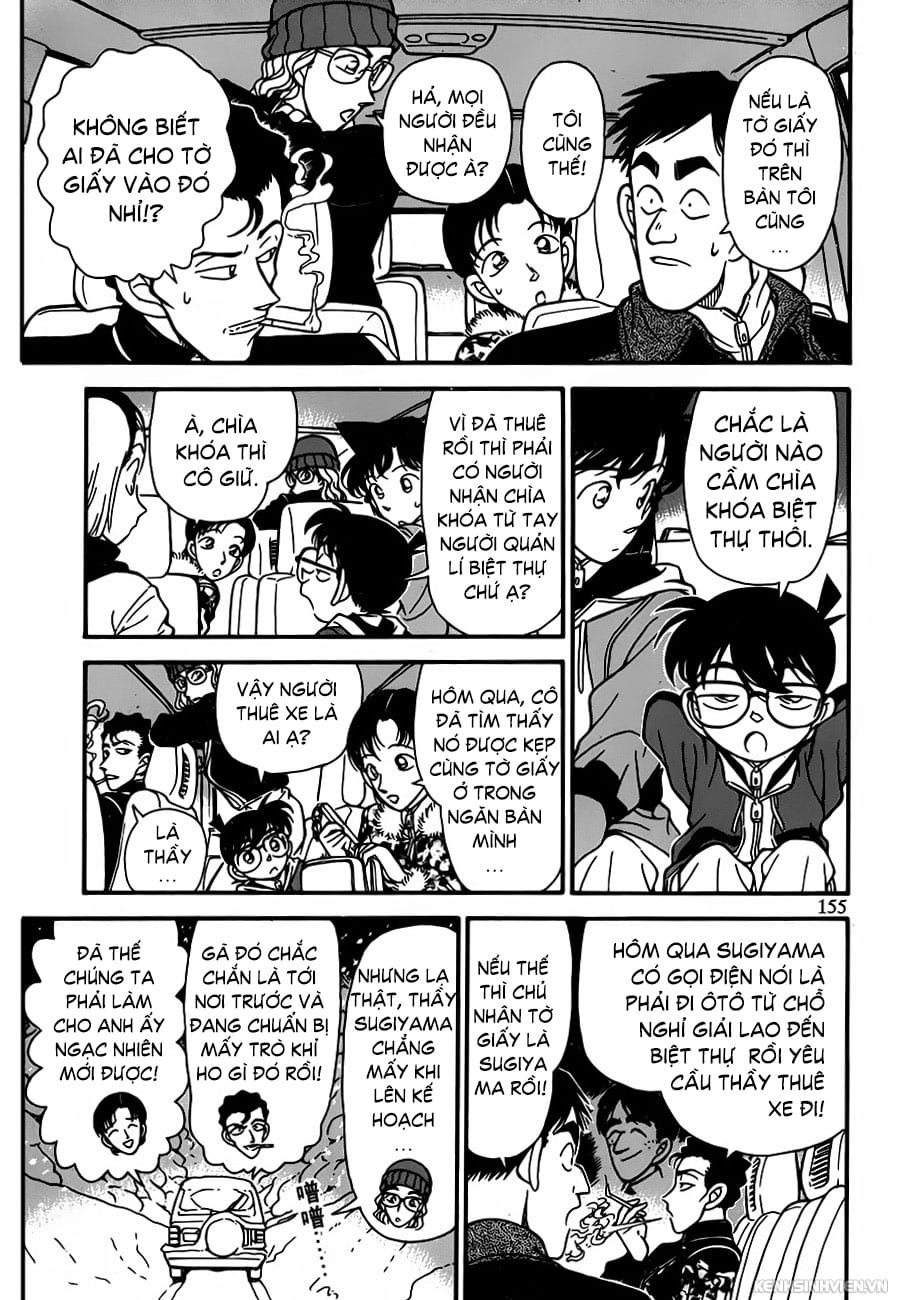 NẾU LÀ
TỜ GIẤY
ĐÓ THÌ
TRÊN
BÀN TÔI
CŨNG
...
TÔI
CŨNG
THẾ!
HẢ, MỌI
NGƯỜI ĐỀU
NHẬN
ĐƯỢC À?
KHÔNG BIẾT
AI ĐÃ CHO TỜ
GIẤY VÀO ĐÓ
NHỈ!?
CHẮC LÀ
NGƯỜI NÀO
CẦM CHÌA
KHÓA BIỆT
THỰ THÔI.
VÌ ĐÃ THUÊ
RỒI THÌ PHẢI
CÓ NGƯỜI
NHẬN CHÌA
KHÓA TỪ TAY
NGƯỜI QUẢN
LÍ BIỆT THỰ
CHỨ Ạ?
À, CHÌA
KHÓA THÌ
CÔ GIỮ.
HÔM QUA, CÔ
ĐÃ TÌM THẤY
NÓ ĐƯỢC KẸP
CÙNG TỜ GIẤY
Ở TRONG
NGĂN BÀN
MÌNH
...
VẬY NGƯỜI
THUÊ XE LÀ
AI Ạ?
LÀ
THẦY
...
155
HÔM QUA SUGIYAMA
CÓ GỌI ĐIỆN NÓI LÀ
PHẢI ĐI ÔTÔ TỪ CHỖ
NGHỈ GIẢI LAO ĐẾN
BIỆT THỰ RỒI YÊU
CẦU THẦY THUÊ
XE ĐI!
NẾU THẾ
THÌ CHỦ
NHÂN TỜ
GIẤY LÀ
SUGIYA
MA RỒI!
NHƯNG LẠ
THẬT, THẦY
SUGIYAMA
CHẲNG
MẤY KHI
LÊN KẾ
HOẠCH
...
GÃ ĐÓ CHẮC
CHẮN LÀ TỚI
NƠI TRƯỚC VÀ
ĐANG CHUẨN BỊ
MẤY TRÒ KHỈ
HO GÌ ĐÓ RỒI!
ĐÃ THẾ
CHÚNG TA
PHẢI LÀM
CHO ANH ẤY
NGẠC NHIÊN
MỚI ĐƯỢC!
KENHSINHVIEN.VN